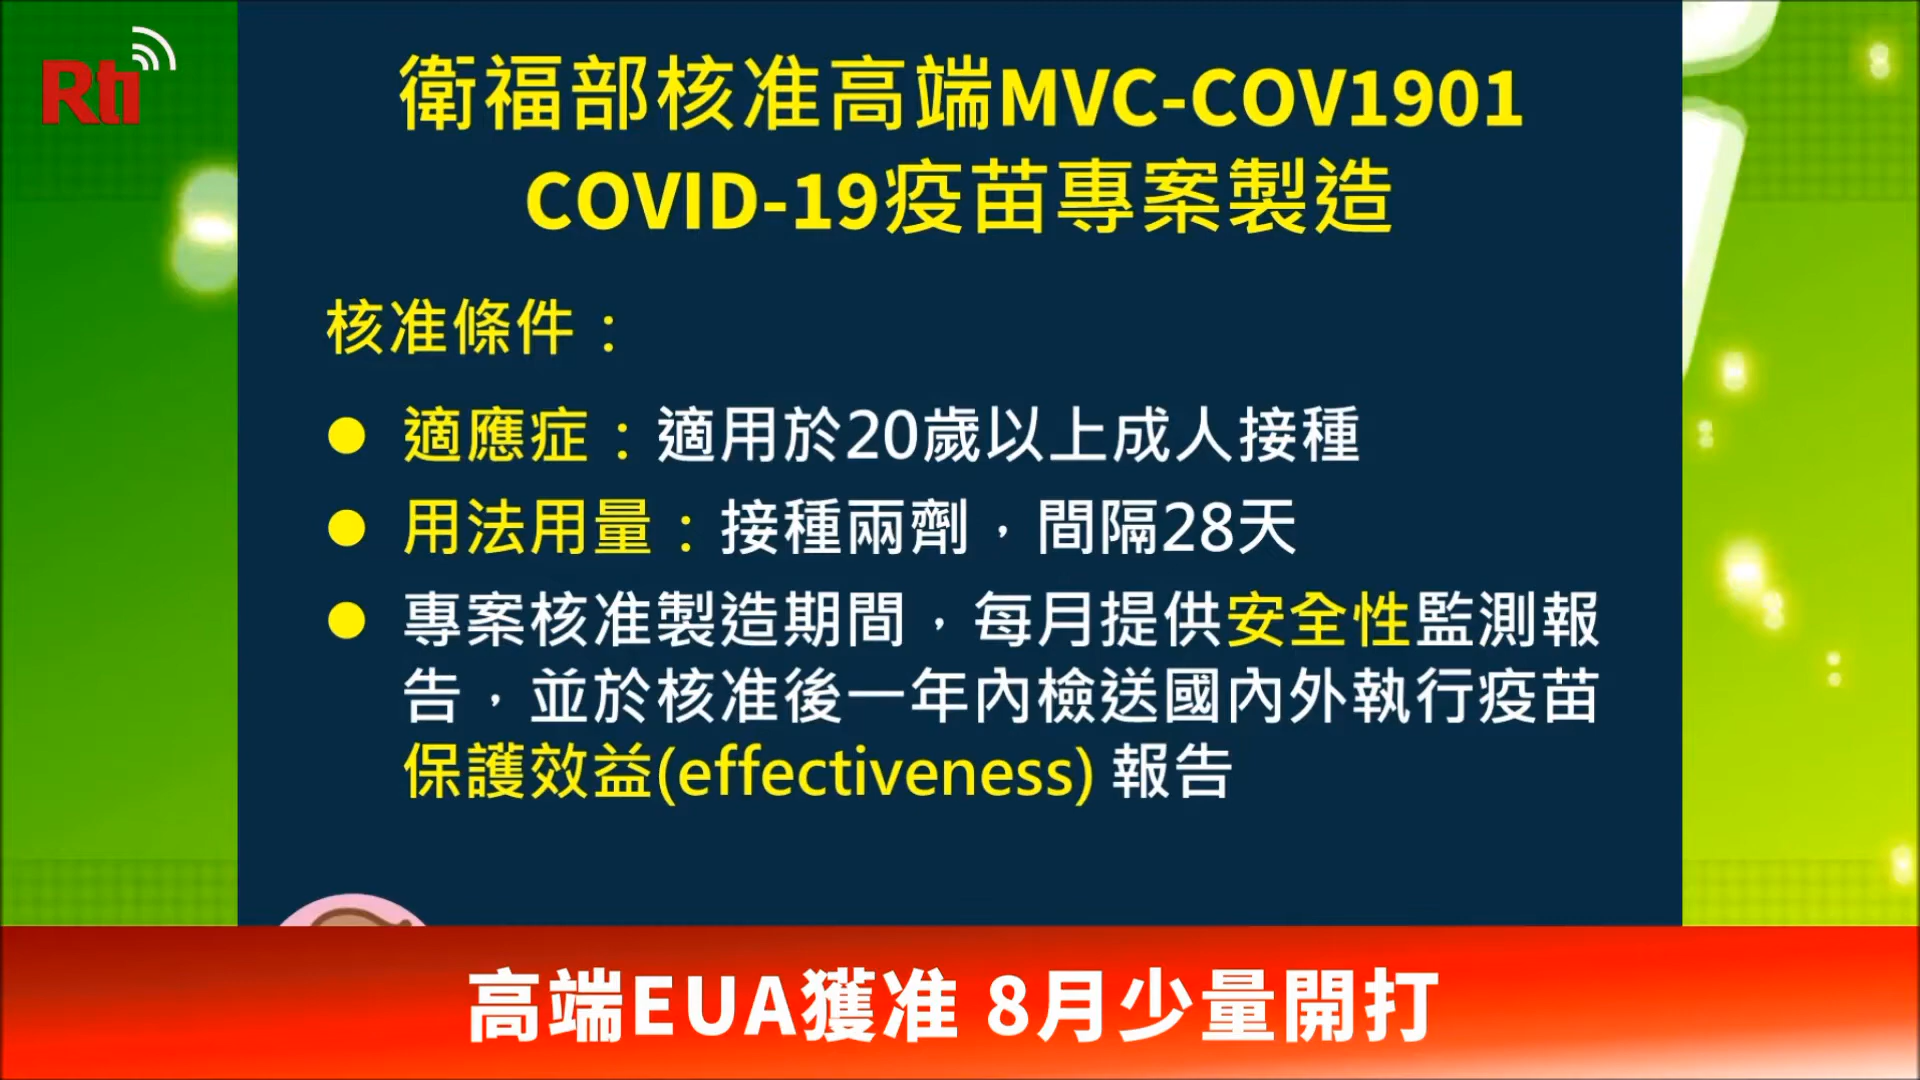 Rti
衛福部核准高端MVC-COV1901
COVID-19疫苗專案製造
核准條件：
● 適應症：適用於20歲以上成人接種
● 用法用量：接種兩劑，間隔28天
● 專案核准製造期間，每月提供安全性監測報
告，並於核准後一年內檢送國內外執行疫苗
保護效益(effectiveness) 報告
高端EUA獲准 8月少量開打